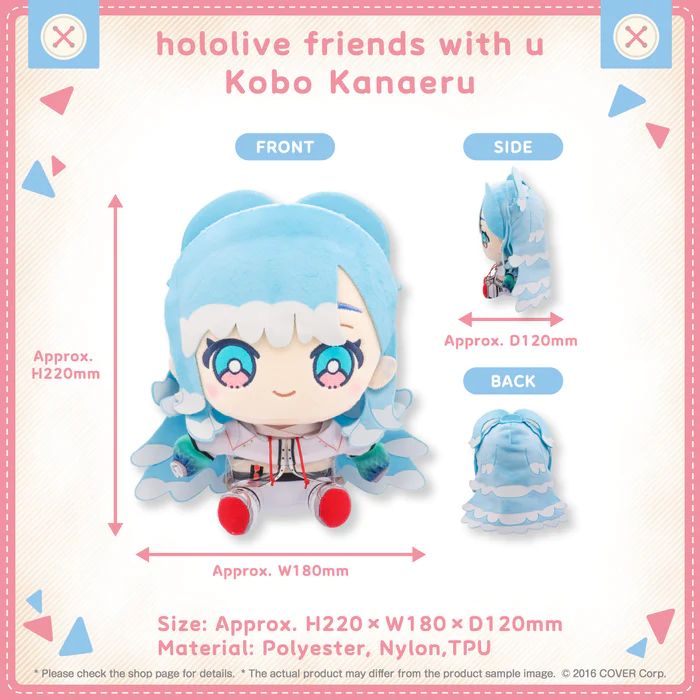 hololive friends with u
Kobo Kanaeru
FRONT
SIDE
Approx.
H220mm
Approx. D120mm
BACK
Approx. W180mm
Size: Approx. H220×W180×D120mm
Material: Polyester, Nylon,TPU
* Please check the shop page for details. * The actual product may differ from the product sample image. © 2016 COVER Corp.